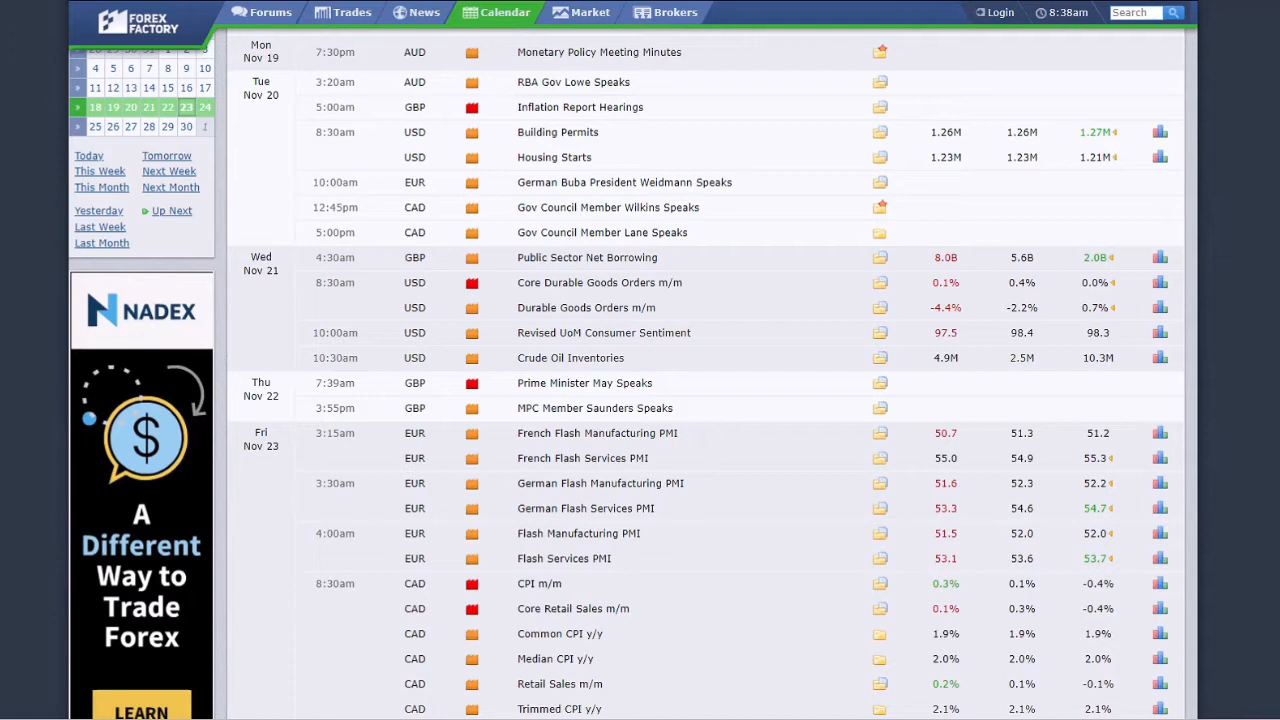 FOREX FACTORY
Forums Trades News Calendar Market Brokers Login 8:38am Search
» 4 5 6 7 8 9 10
» 11 12 13 14 15 16 17
» 18 19 20 21 22 23 24
» 25 26 27 28 29 30 1
Today Tomorrow
This Week Next Week
This Month Next Month
Yesterday Up Next
Last Week
Last Month
NADEX
A
Different
Way to
Trade
Forex
LEARN
Mon Nov 19 7:30pm AUD Monetary Policy Meeting Minutes
Tue Nov 20 3:20am AUD RBA Gov Lowe Speaks
5:00am GBP Inflation Report Hearings
8:30am USD Building Permits 1.26M 1.26M 1.27M
USD Housing Starts 1.23M 1.23M 1.21M
10:00am EUR German Buba President Weidmann Speaks
12:45pm CAD Gov Council Member Wilkins Speaks
5:00pm CAD Gov Council Member Lane Speaks
Wed Nov 21 4:30am GBP Public Sector Net Borrowing 8.0B 5.6B 2.0B
8:30am USD Core Durable Goods Orders m/m 0.1% 0.4% 0.0%
USD Durable Goods Orders m/m -4.4% -2.2% 0.7%
10:00am USD Revised UoM Consumer Sentiment 97.5 98.4 98.3
10:30am USD Crude Oil Inventories 4.9M 2.5M 10.3M
Thu Nov 22 7:39am GBP Prime Minister May Speaks
3:55pm GBP MPC Member Saunders Speaks
Fri Nov 23 3:15am EUR French Flash Manufacturing PMI 50.7 51.3 51.2
EUR French Flash Services PMI 55.0 54.9 55.3
3:30am EUR German Flash Manufacturing PMI 51.6 52.3 52.2
EUR German Flash Services PMI 53.3 54.6 54.7
4:00am EUR Flash Manufacturing PMI 51.5 52.0 52.0
EUR Flash Services PMI 53.1 53.6 53.7
8:30am CAD CPI m/m 0.3% 0.1% -0.4%
CAD Core Retail Sales m/m 0.1% 0.3% -0.4%
CAD Common CPI y/y 1.9% 1.9% 1.9%
CAD Median CPI y/y 2.0% 2.0% 2.0%
CAD Retail Sales m/m 0.2% 0.1% -0.1%
CAD Trimmed CPI y/y 2.1% 2.1% 2.1%